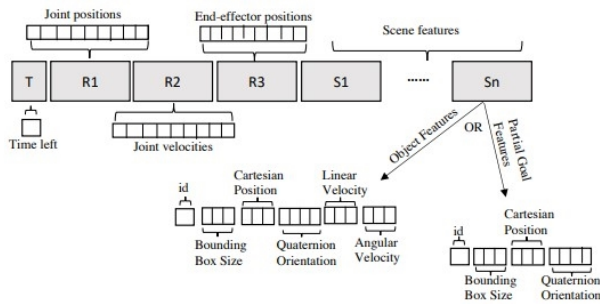 Joint positions
End-effector positions
Scene features
T
R1
R2
R3
S1
......
Sn
Time left
Joint velocities
Object Features
OR
Partial Goal
Features
id
Cartesian
Position
Linear
Velocity
Bounding
Box Size
Quaternion
Orientation
Angular
Velocity
id
Cartesian
Position
Bounding
Box Size
Quaternion
Orientation